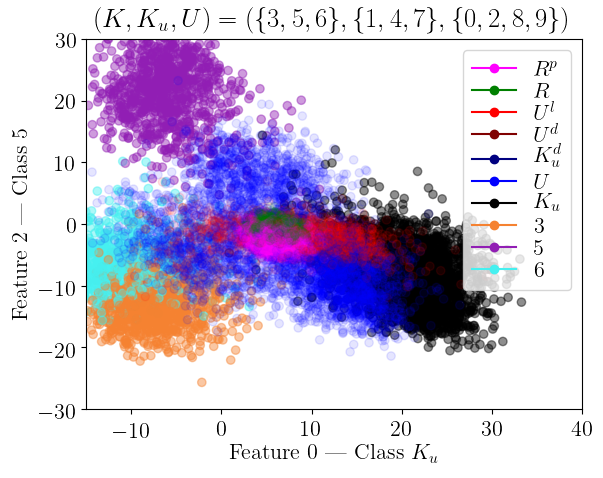 (K, K_u, U) = ({3, 5, 6}, {1, 4, 7}, {0, 2, 8, 9})
30
20
10
0
−10
−20
−30
Feature 2 — Class 5
R^p
R
U^l
U^d
K_u^d
U
K_u
3
5
6
−10
0
10
20
30
40
Feature 0 — Class K_u